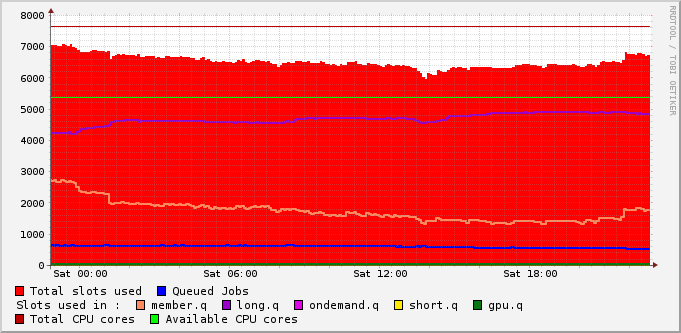 8000
7000
6000
5000
4000
3000
2000
1000
0
Sat 00:00 Sat 06:00 Sat 12:00 Sat 18:00
RRDTOOL / TOBI OETIKER
Total slots used Queued Jobs
Slots used in : member.q long.q ondemand.q short.q gpu.q
Total CPU cores Available CPU cores